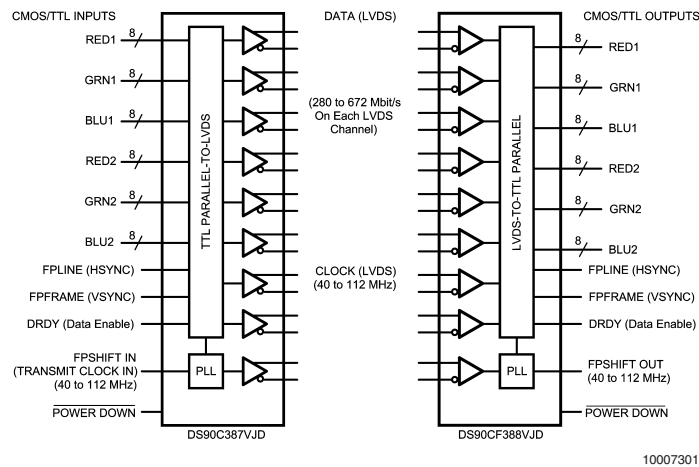 CMOS/TTL INPUTS
DATA (LVDS)
CMOS/TTL OUTPUTS
RED1
8
GRN1
8
BLU1
8
RED2
8
GRN2
8
BLU2
8
FPLINE (HSYNC)
FPFRAME (VSYNC)
DRDY (Data Enable)
FPSHIFT IN
(TRANSMIT CLOCK IN)
(40 to 112 MHz)
POWER DOWN
TTL PARALLEL-TO-LVDS
PLL
DS90C387VJD
(280 to 672 Mbit/s
On Each LVDS
Channel)
CLOCK (LVDS)
(40 to 112 MHz)
LVDS-TO-TTL PARALLEL
PLL
DS90CF388VJD
8
RED1
8
GRN1
8
BLU1
8
RED2
8
GRN2
8
BLU2
FPLINE (HSYNC)
FPFRAME (VSYNC)
DRDY (Data Enable)
FPSHIFT OUT
(40 to 112 MHz)
POWER DOWN
10007301